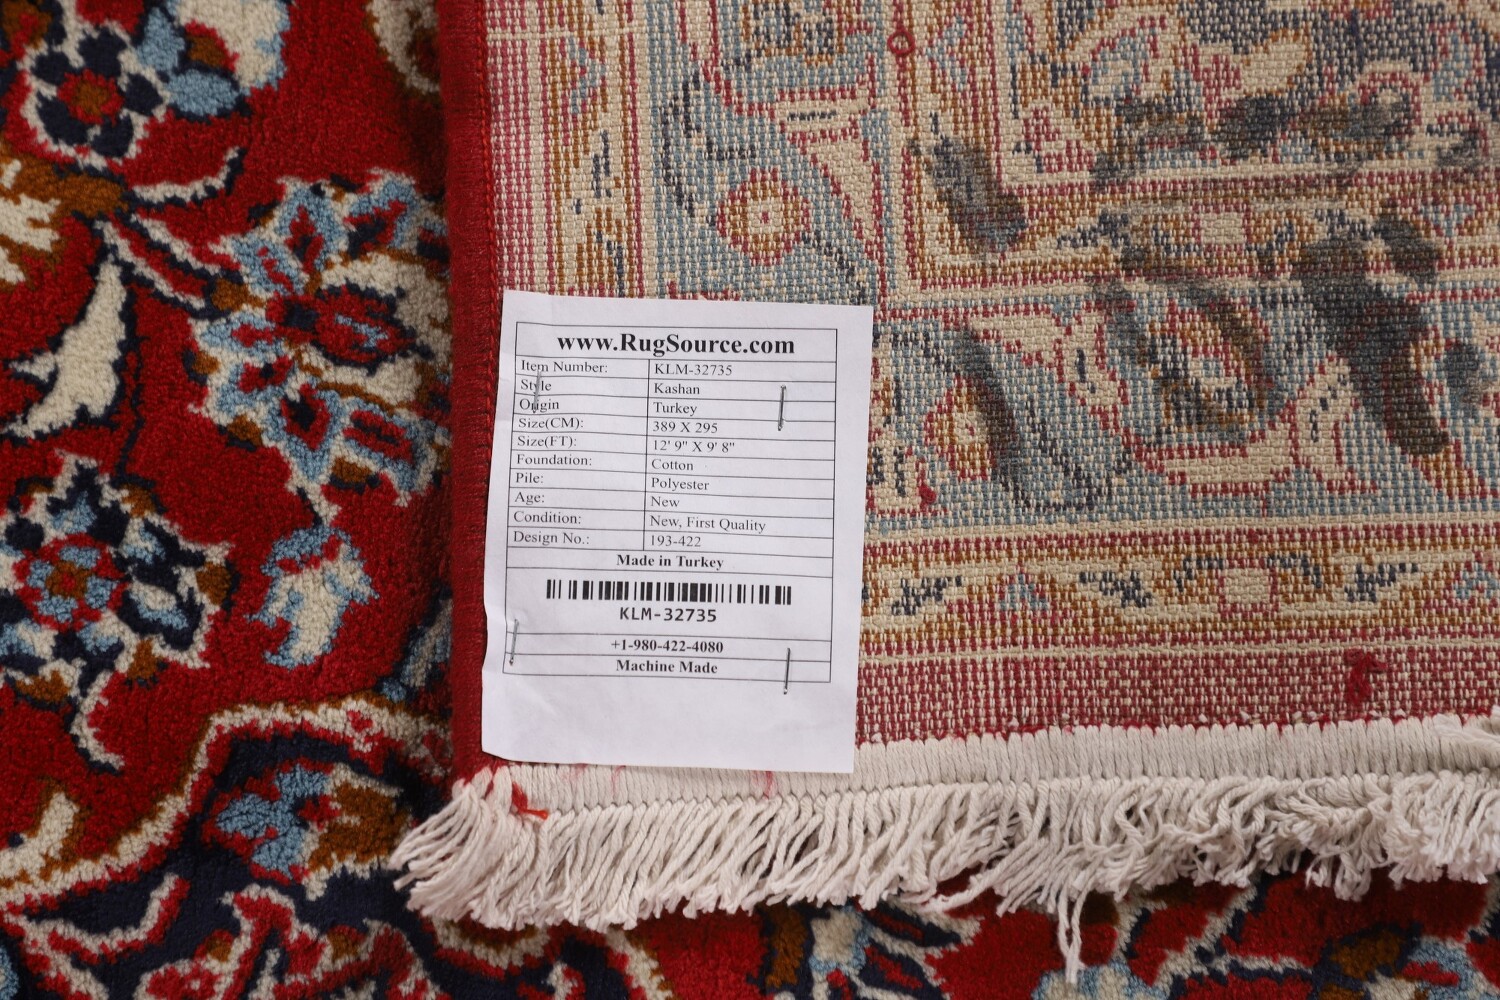 www.RugSource.com
Item Number: KLM-32735
Style Kashan
Origin Turkey
Size(CM): 389 X 295
Size(FT): 12' 9" X 9' 8"
Foundation: Cotton
Pile: Polyester
Age: New
Condition: New, First Quality
Design No.: 193-422
Made in Turkey
KLM-32735
+1-980-422-4080
Machine Made